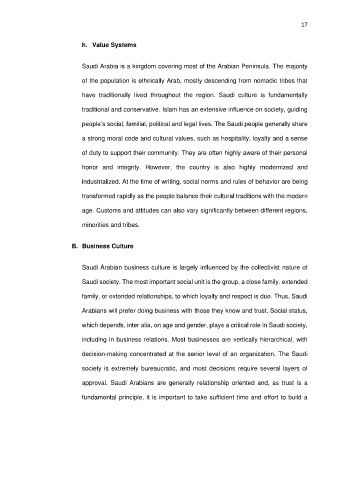 17
h. Value Systems
Saudi Arabia is a kingdom covering most of the Arabian Peninsula. The majority
of the population is ethnically Arab, mostly descending from nomadic tribes that
have traditionally lived throughout the region. Saudi culture is fundamentally
traditional and conservative. Islam has an extensive influence on society, guiding
people's social, familial, political and legal lives. The Saudi people generally share
a strong moral code and cultural values, such as hospitality, loyalty and a sense
of duty to support their community. They are often highly aware of their personal
honor and integrity. However, the country is also highly modernized and
industrialized. At the time of writing, social norms and rules of behavior are being
transformed rapidly as the people balance their cultural traditions with the modern
age. Customs and attitudes can also vary significantly between different regions,
minorities and tribes.
B. Business Culture
Saudi Arabian business culture is largely influenced by the collectivist nature of
Saudi society. The most important social unit is the group, a close family, extended
family, or extended relationships, to which loyalty and respect is due. Thus, Saudi
Arabians will prefer doing business with those they know and trust. Social status,
which depends, inter alia, on age and gender, plays a critical role in Saudi society,
including in business relations. Most businesses are vertically hierarchical, with
decision-making concentrated at the senior level of an organization. The Saudi
society is extremely bureaucratic, and most decisions require several layers of
approval. Saudi Arabians are generally relationship oriented and, as trust is a
fundamental principle, it is important to take sufficient time and effort to build a